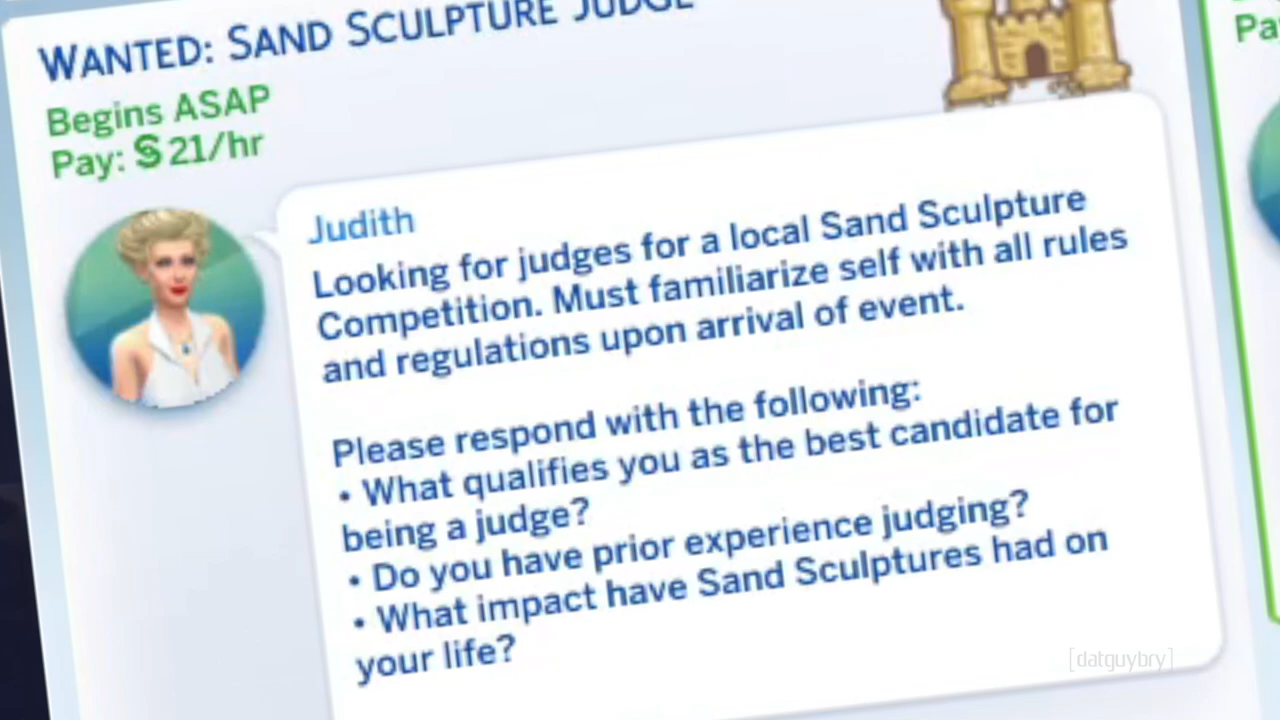 WANTED: SAND SCULPTURE JUDGE
Begins ASAP
Pay: §21/hr
Judith
Looking for judges for a local Sand Sculpture
Competition. Must familiarize self with all rules
and regulations upon arrival of event.
Please respond with the following:
• What qualifies you as the best candidate for
being a judge?
• Do you have prior experience judging?
• What impact have Sand Sculptures had on
your life?
Pa
[datguybry]